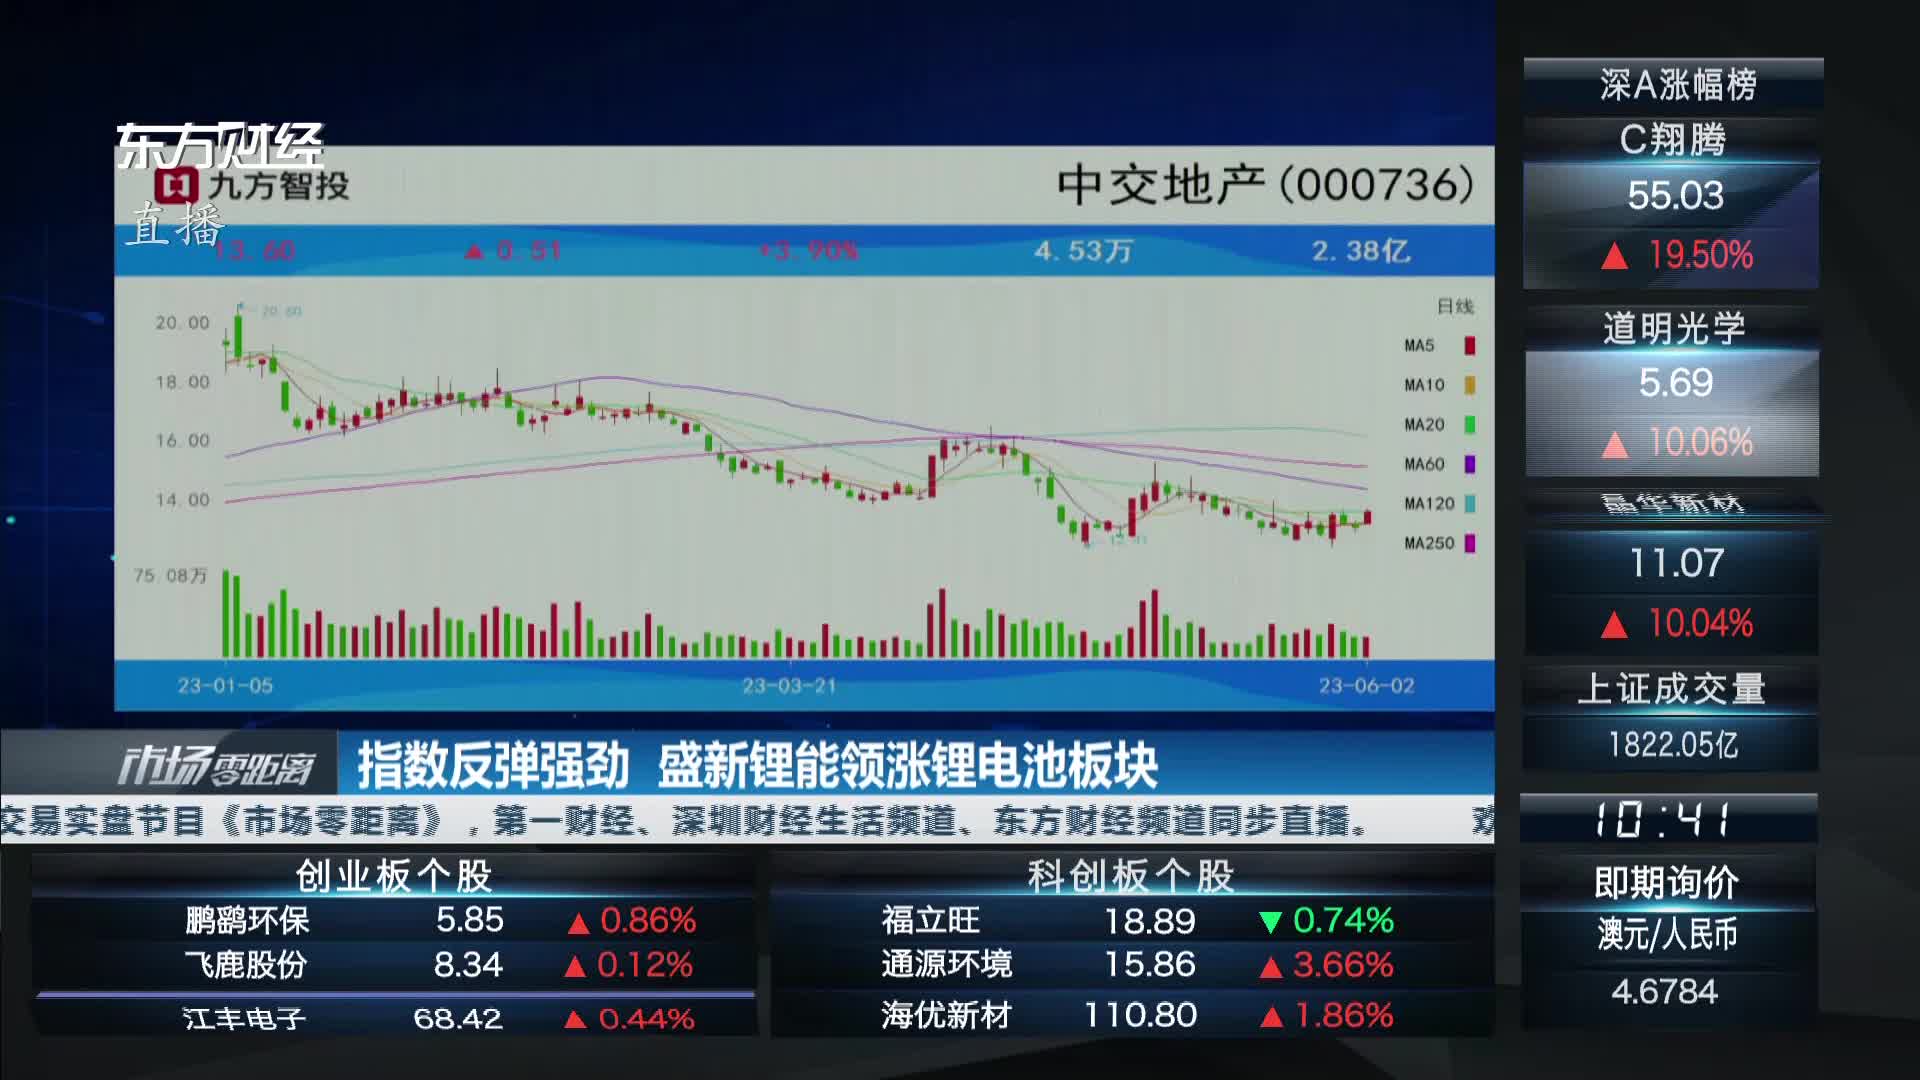 东方财经
九方智投
中交地产(000736)
直播
13.60 ▲ 0.51 +3.90% 4.53万 2.38亿
日线
20.60
20.00
18.00
16.00
14.00
MA5
MA10
MA20
MA60
MA120
MA250
75.08万
23-01-05 23-03-21 23-06-02
市场零距离
指数反弹强劲 盛新锂能领涨锂电池板块
交易实盘节目《市场零距离》，第一财经、深圳财经生活频道、东方财经频道同步直播。 欢
创业板个股
鹏鹞环保 5.85 ▲ 0.86%
飞鹿股份 8.34 ▲ 0.12%
江丰电子 68.42 ▲ 0.44%
科创板个股
福立旺 18.89 ▼ 0.74%
通源环境 15.86 ▲ 3.66%
海优新材 110.80 ▲ 1.86%
深A涨幅榜
C翔腾
55.03
▲ 19.50%
道明光学
5.69
▲ 10.06%
晶华新材
11.07
▲ 10.04%
上证成交量
1822.05亿
10:41
即期询价
澳元/人民币
4.6784